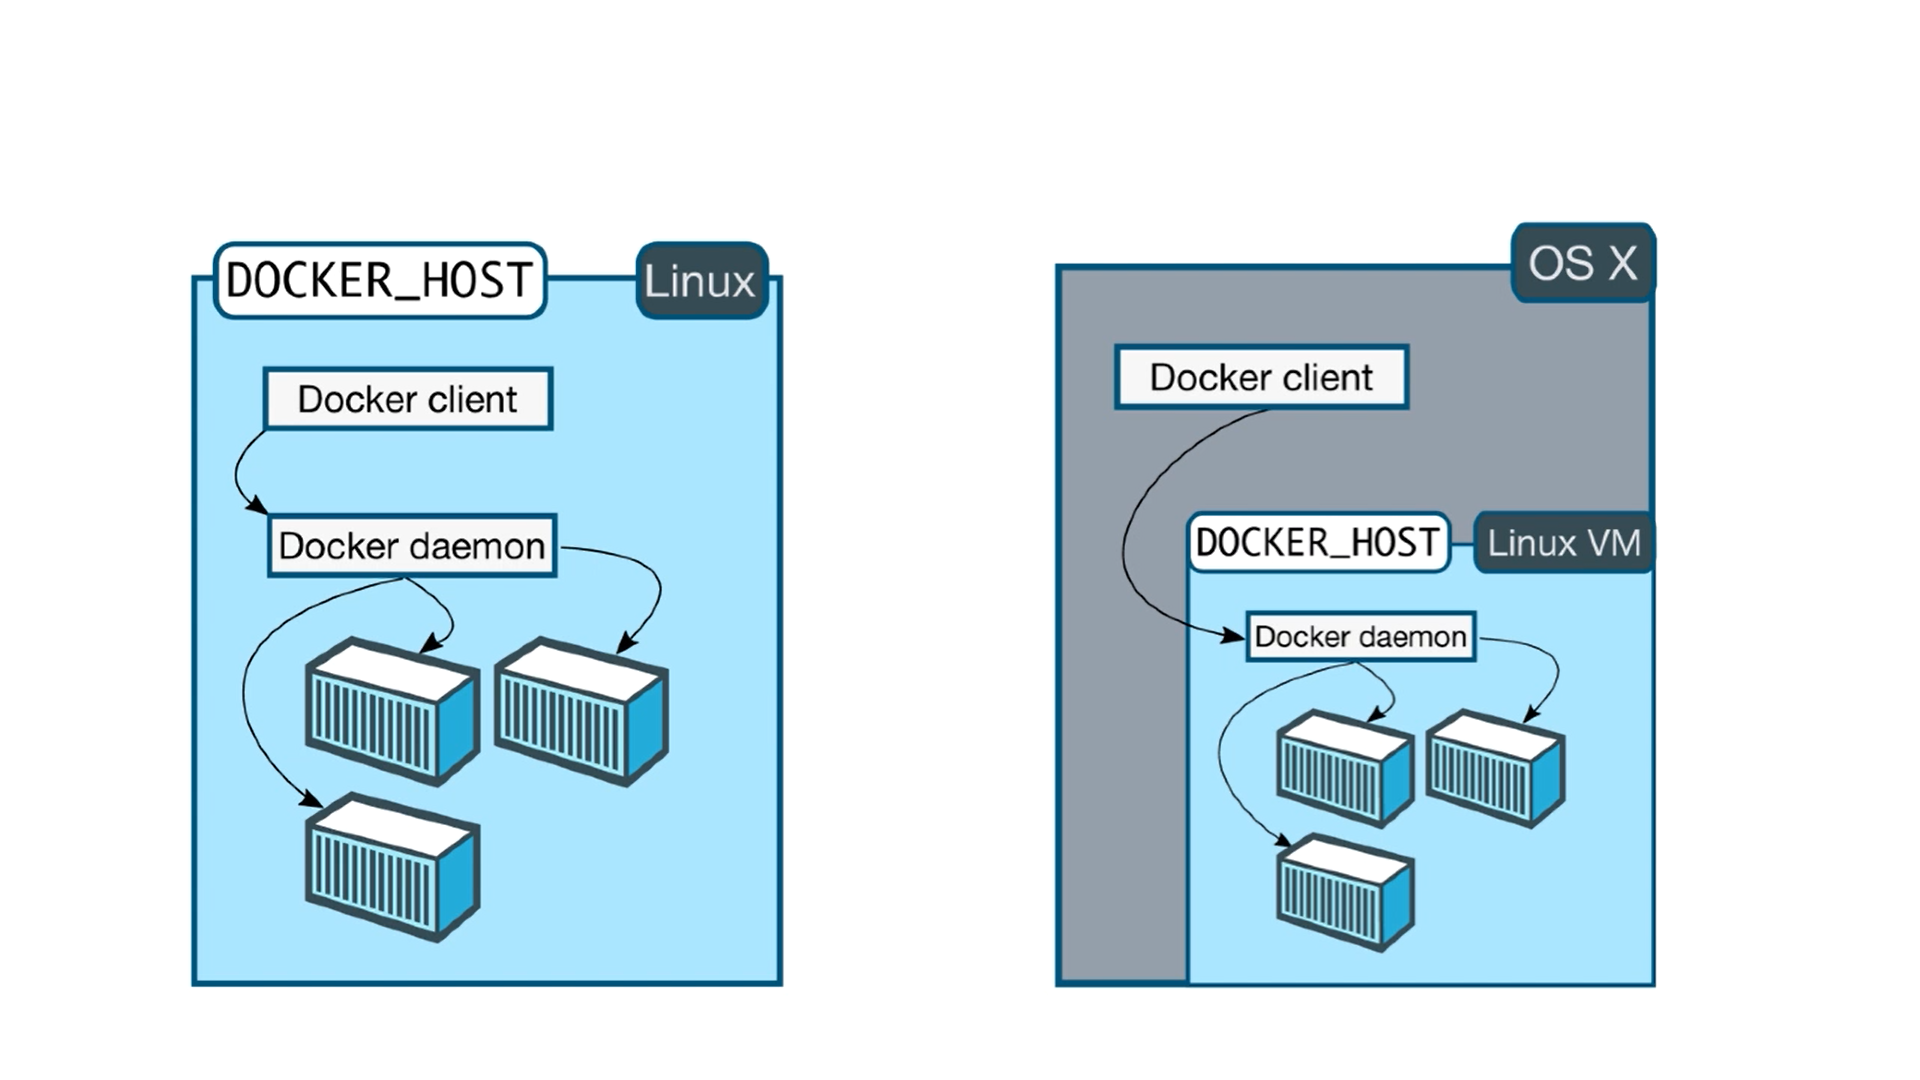 DOCKER_HOST
Linux
Docker client
Docker daemon
OS X
Docker client
DOCKER_HOST
Linux VM
Docker daemon